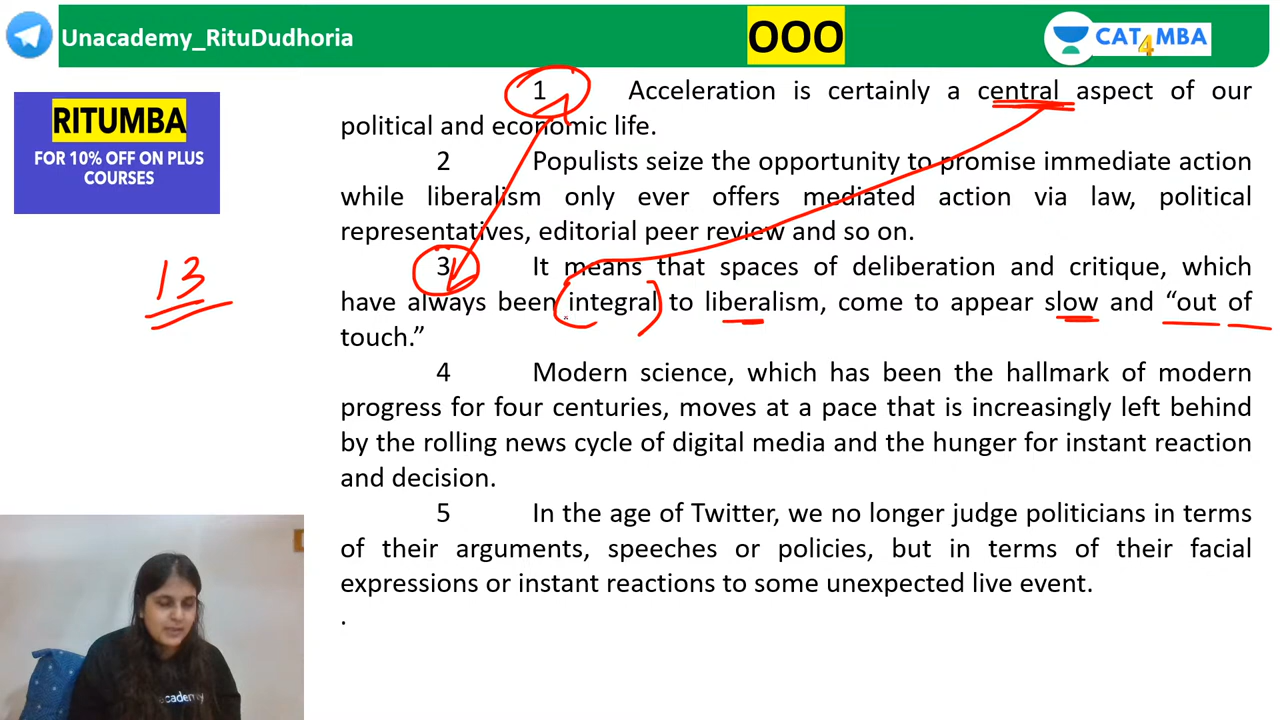 Unacademy_RituDudhoria
OOO
CAT4MBA
RITUMBA
FOR 10% OFF ON PLUS
COURSES
13
1 Acceleration is certainly a central aspect of our
political and economic life.
2 Populists seize the opportunity to promise immediate action
while liberalism only ever offers mediated action via law, political
representatives, editorial peer review and so on.
3 It means that spaces of deliberation and critique, which
have always been integral to liberalism, come to appear slow and “out of
touch.”
4 Modern science, which has been the hallmark of modern
progress for four centuries, moves at a pace that is increasingly left behind
by the rolling news cycle of digital media and the hunger for instant reaction
and decision.
5 In the age of Twitter, we no longer judge politicians in terms
of their arguments, speeches or policies, but in terms of their facial
expressions or instant reactions to some unexpected live event.
.